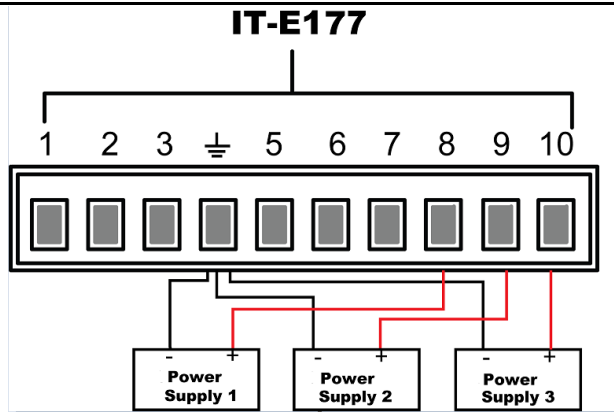 IT-E177
1 2 3 ⏚ 5 6 7 8 9 10
- + - + - +
Power Power Power
Supply 1 Supply 2 Supply 3